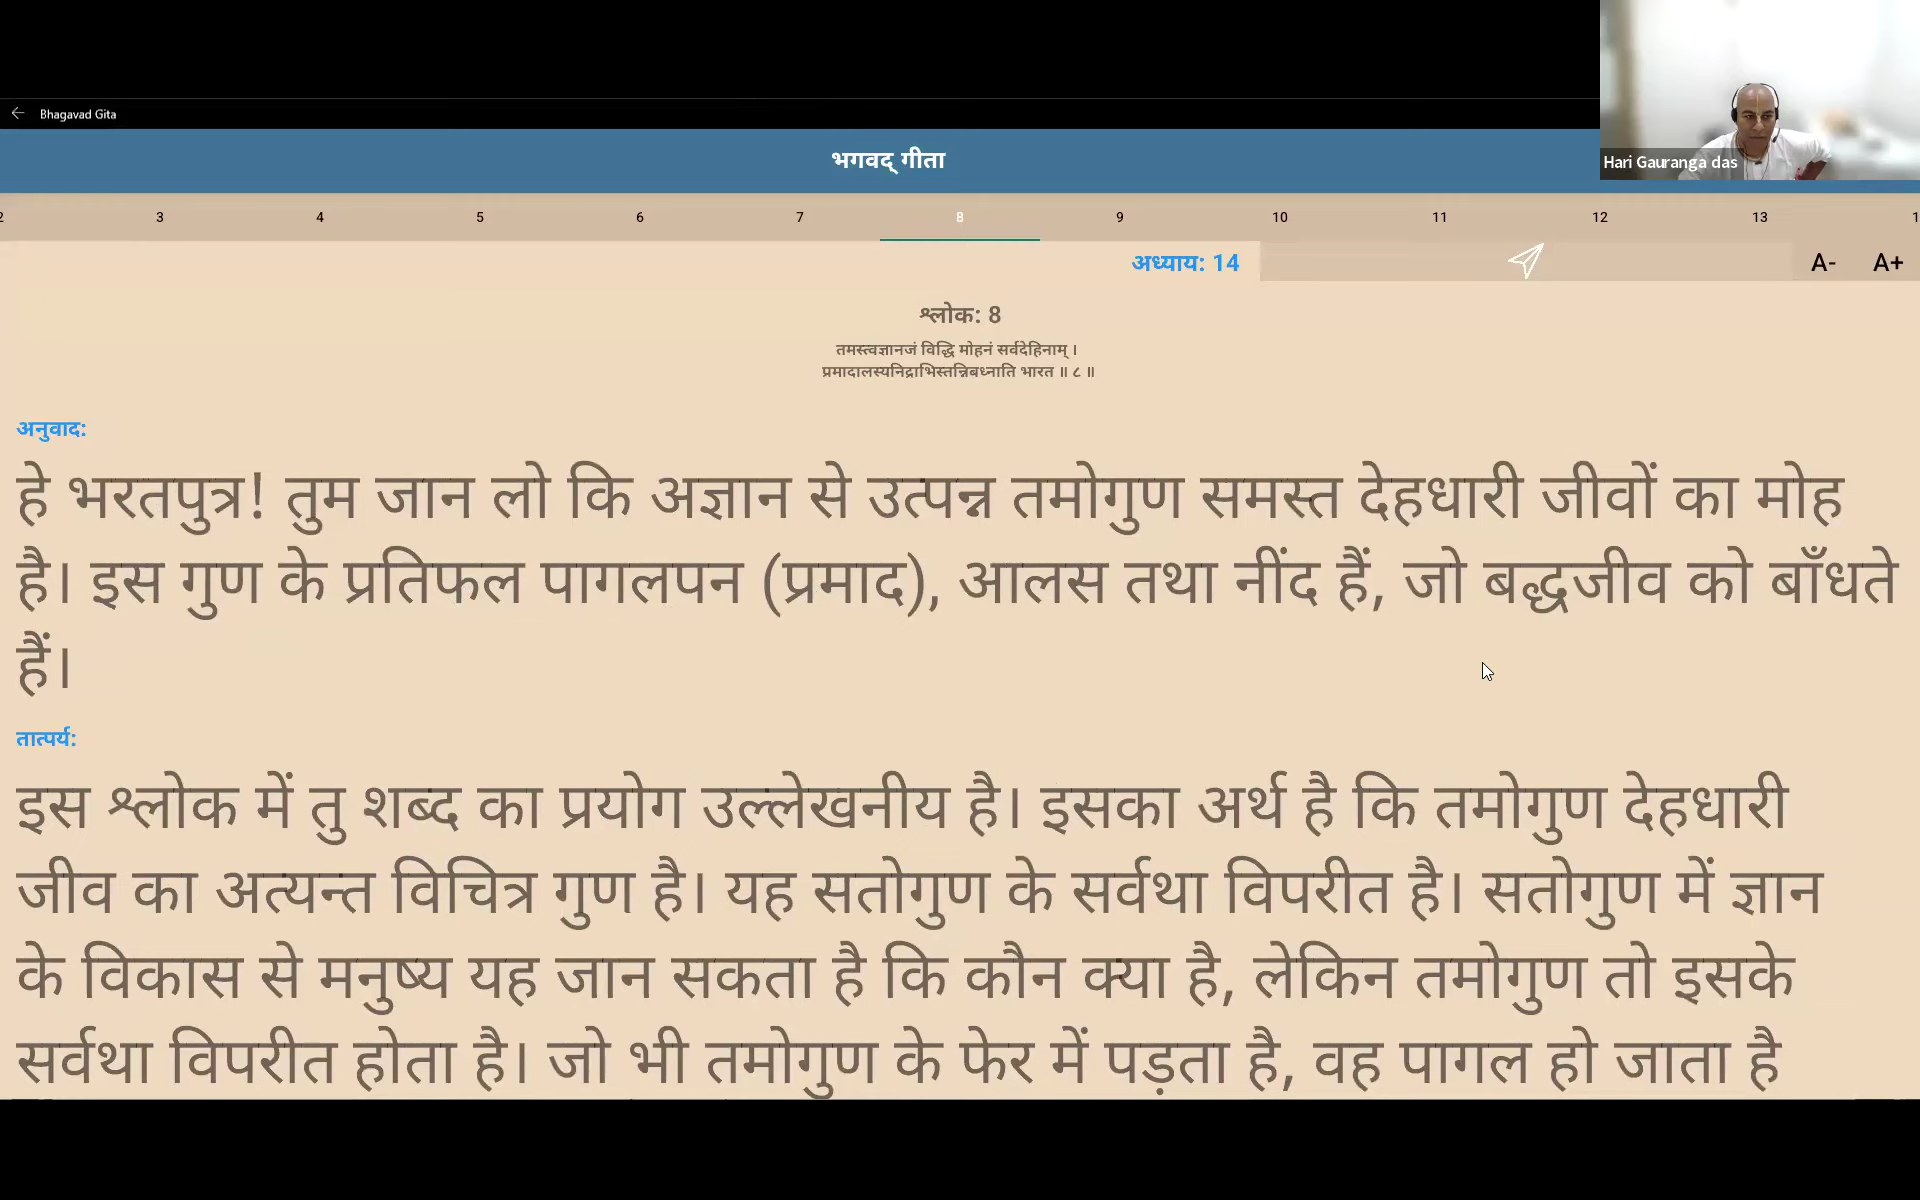 Bhagavad Gita
भगवद् गीता
Hari Gauranga das
2 3 4 5 6 7 8 9 10 11 12 13 1
अध्याय: 14
A- A+
श्लोक: 8
तमस्त्वज्ञानजं विद्धि मोहनं सर्वदेहिनाम् ।
प्रमादालस्यनिद्राभिस्तन्निबध्नाति भारत ॥ ८ ॥
अनुवाद:
हे भरतपुत्र! तुम जान लो कि अज्ञान से उत्पन्न तमोगुण समस्त देहधारी जीवों का मोह
है। इस गुण के प्रतिफल पागलपन (प्रमाद), आलस तथा नींद हैं, जो बद्धजीव को बाँधते
हैं।
तात्पर्य:
इस श्लोक में तु शब्द का प्रयोग उल्लेखनीय है। इसका अर्थ है कि तमोगुण देहधारी
जीव का अत्यन्त विचित्र गुण है। यह सतोगुण के सर्वथा विपरीत है। सतोगुण में ज्ञान
के विकास से मनुष्य यह जान सकता है कि कौन क्या है, लेकिन तमोगुण तो इसके
सर्वथा विपरीत होता है। जो भी तमोगुण के फेर में पड़ता है, वह पागल हो जाता है